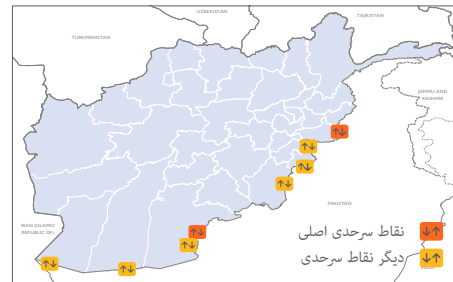 UZBEKISTAN
TAJIKISTAN
TURKMENISTAN
JAMMU AND
KASHMIR
PAKISTAN
IRAN (ISLAMIC
REPUBLIC OF)
نقاط سرحدی اصلی
دیگر نقاط سرحدی